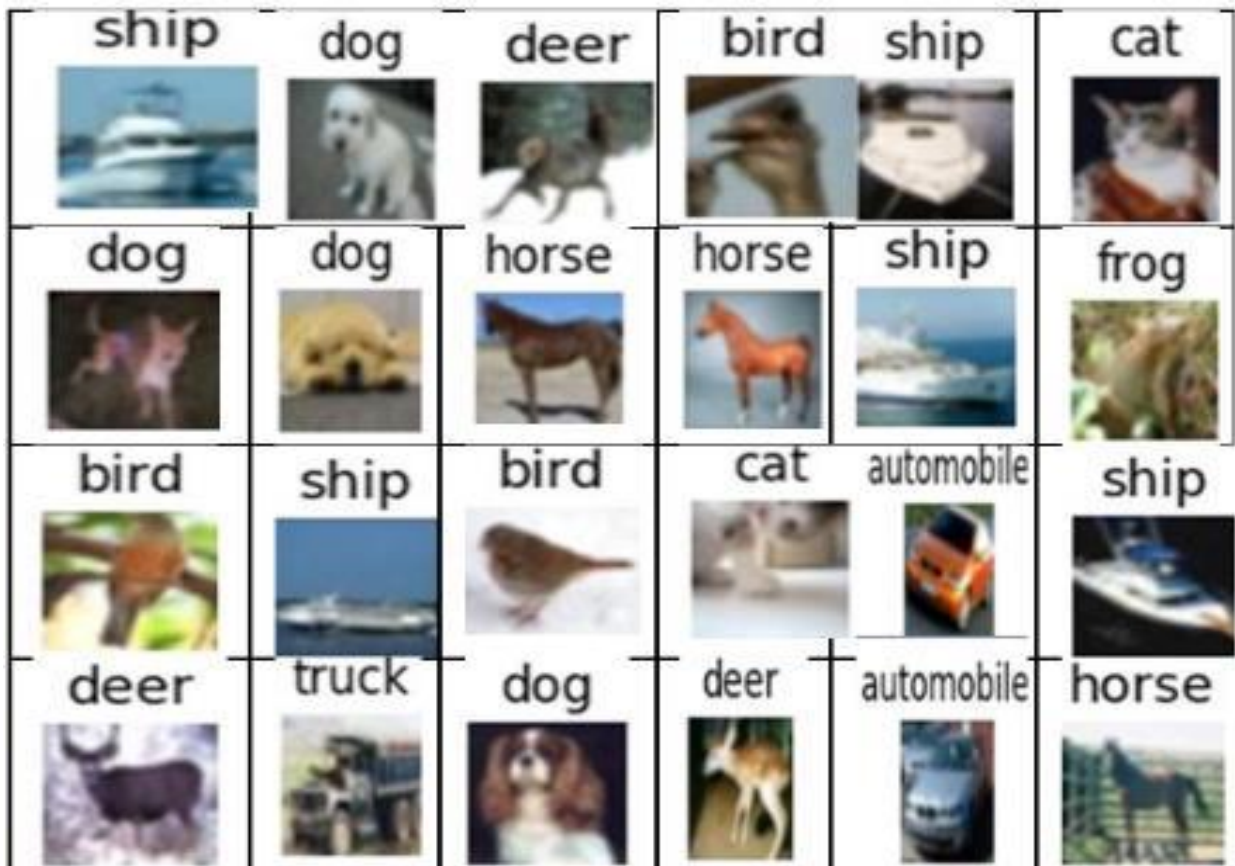 ship dog deer bird ship cat
dog dog horse horse ship frog
bird ship bird cat automobile ship
deer truck dog deer automobile horse